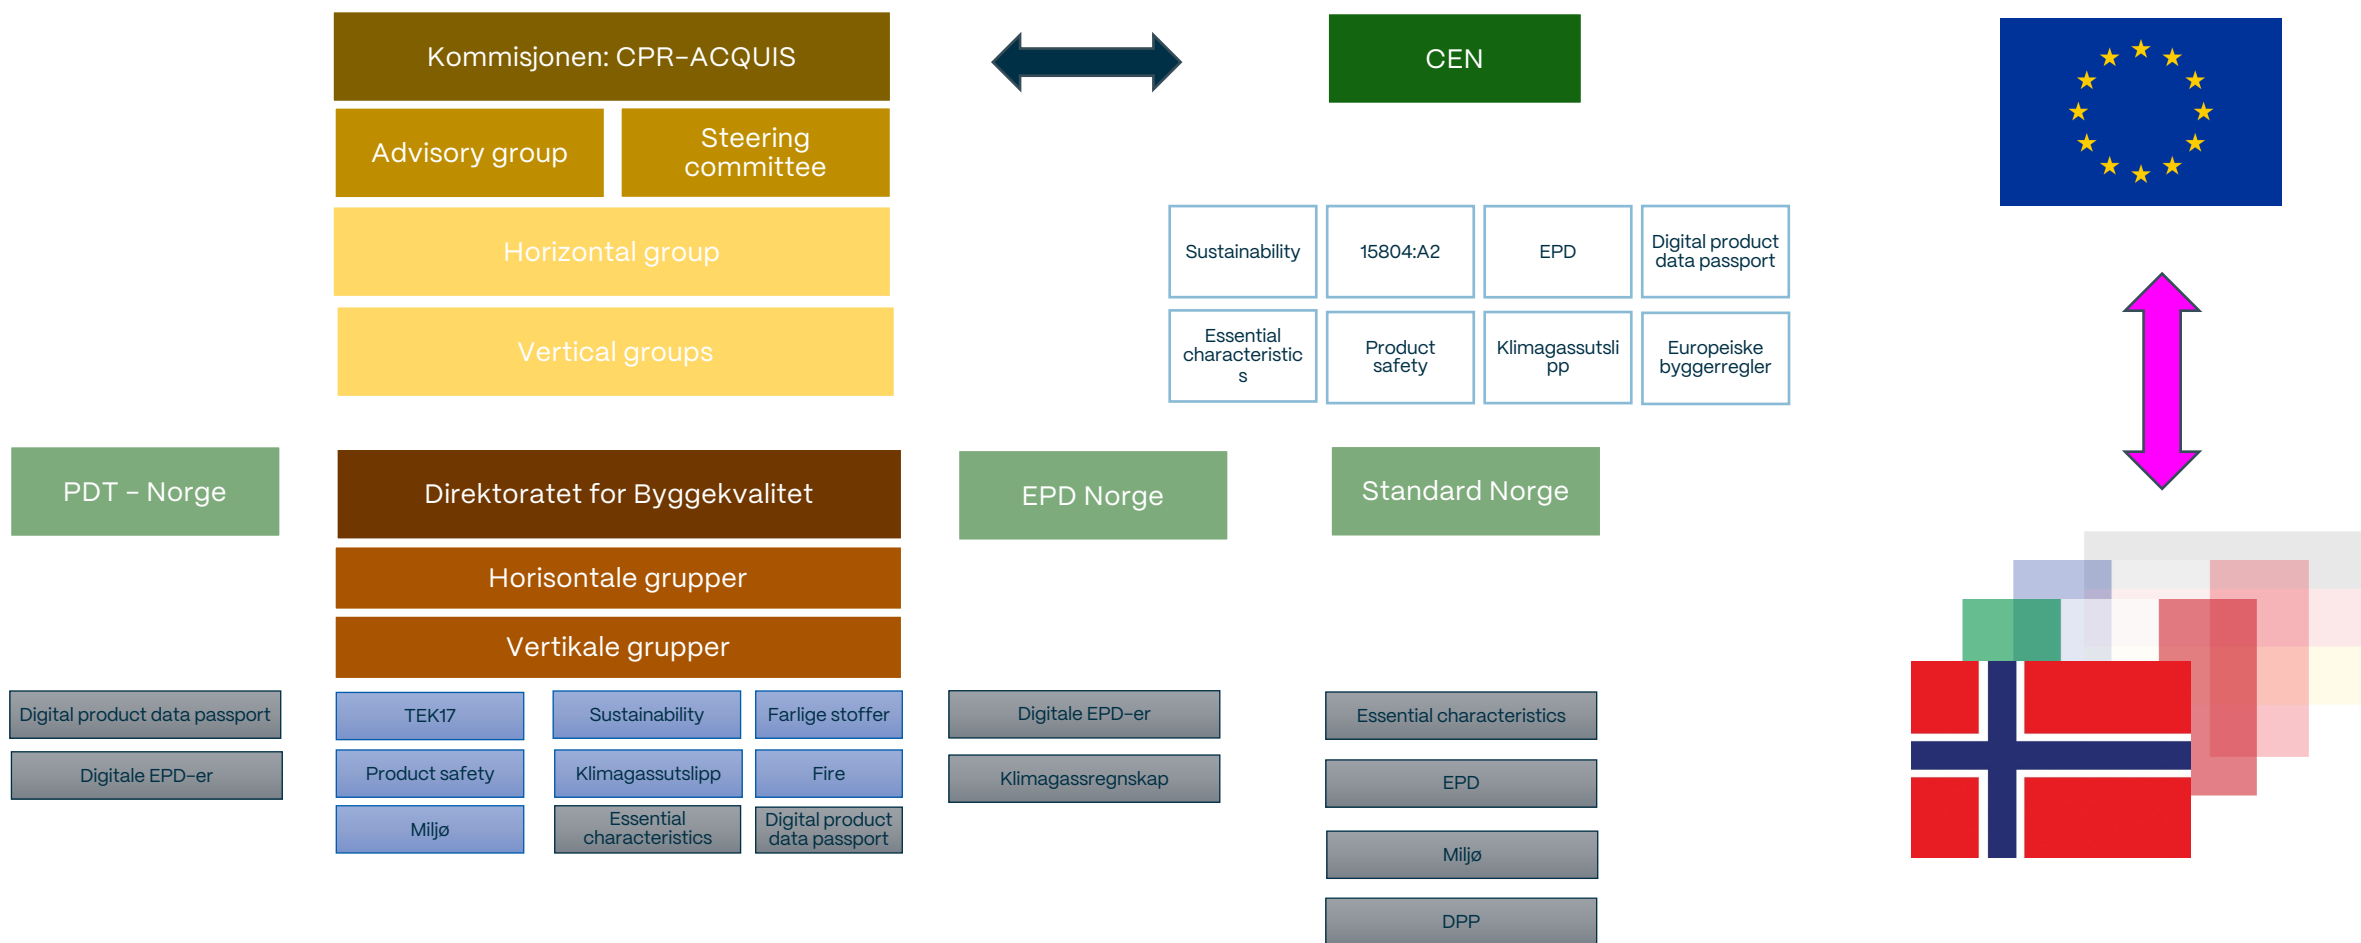 Kommisjonen: CPR-ACQUIS
CEN
Advisory group
Steering
committee
Horizontal group
Vertical groups
Sustainability
15804:A2
EPD
Digital product
data passport
Essential
characteristic
s
Product
safety
Klimagassutsli
pp
Europeiske
byggerregler
PDT - Norge
Direktoratet for Byggekvalitet
EPD Norge
Standard Norge
Horisontale grupper
Vertikale grupper
Digital product data passport
Digitale EPD-er
TEK17
Sustainability
Farlige stoffer
Product safety
Klimagassutslipp
Fire
Miljø
Essential
characteristics
Digital product
data passport
Digitale EPD-er
Klimagassregnskap
Essential characteristics
EPD
Miljø
DPP